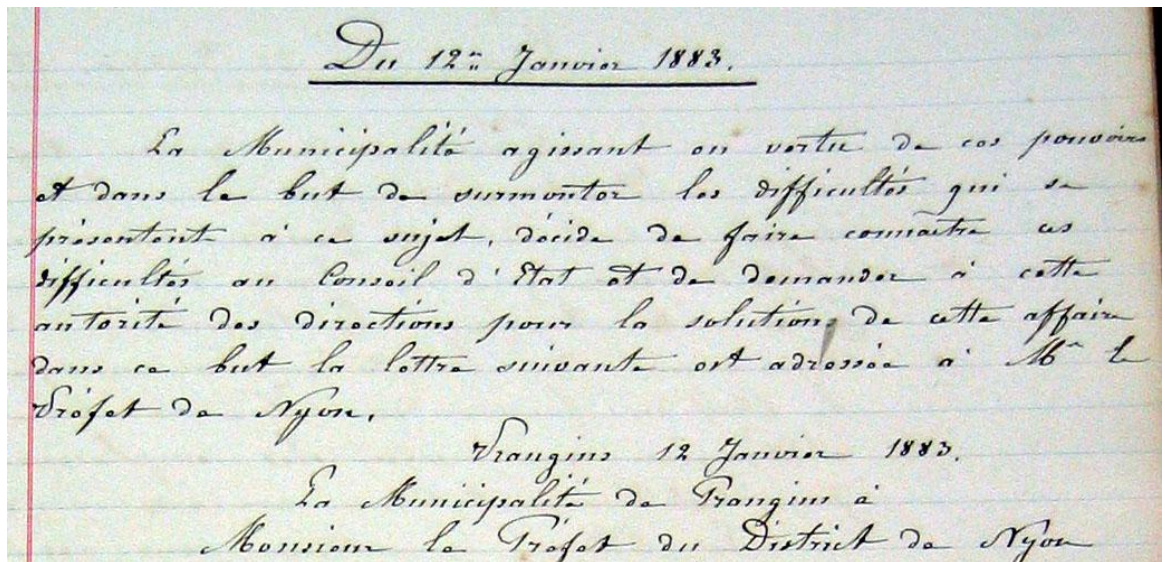 Du 12 Janvier 1883.
La Municipalité agissant en vertu de ces pouvoirs
et dans le but de surmonter les difficultés qui se
présentent à ce sujet, décide de faire connaître ces
difficultés au Conseil d'Etat et de demander à cette
autorité des directions pour la solution de cette affaire
dans ce but la lettre suivante est adressée à Mr le
Préfet de Nyon.
Prangins 12 Janvier 1883.
La Municipalité de Prangins à
Monsieur le Préfet du District de Nyon